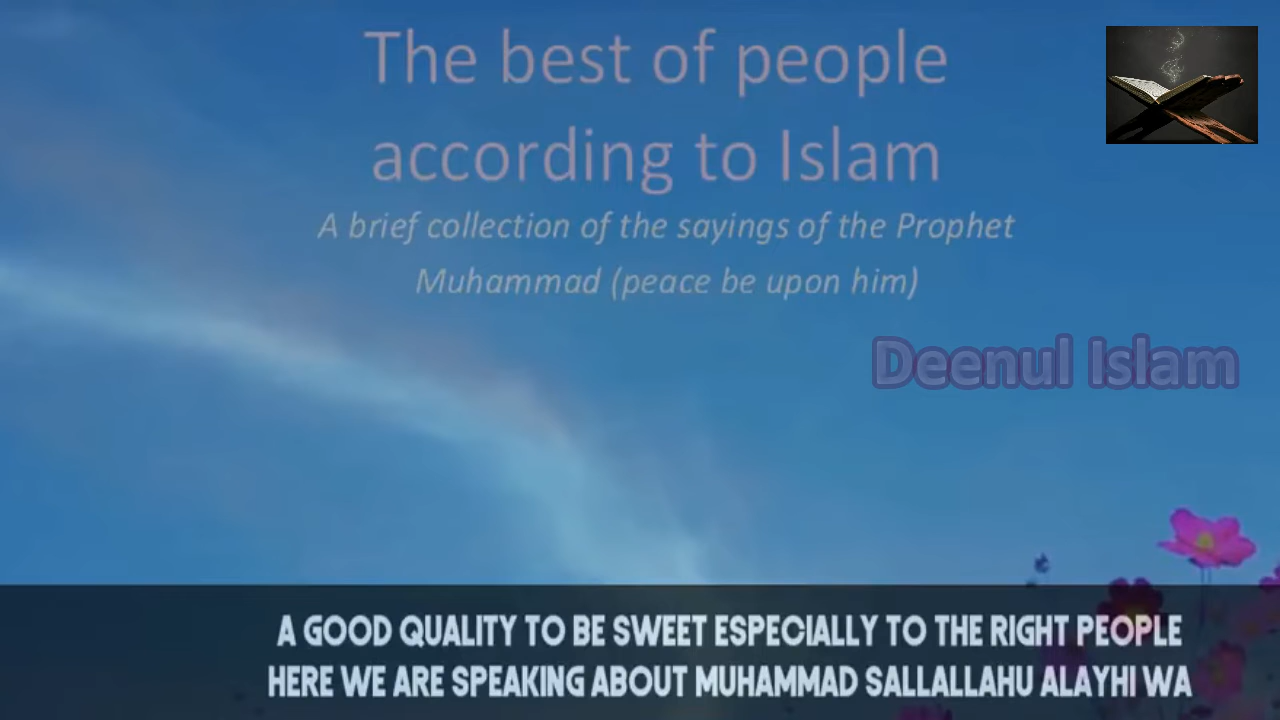 The best of people
according to Islam
A brief collection of the sayings of the Prophet
Muhammad (peace be upon him)
Deenul Islam
A GOOD QUALITY TO BE SWEET ESPECIALLY TO THE RIGHT PEOPLE
HERE WE ARE SPEAKING ABOUT MUHAMMAD SALLALLAHU ALAYHI WA